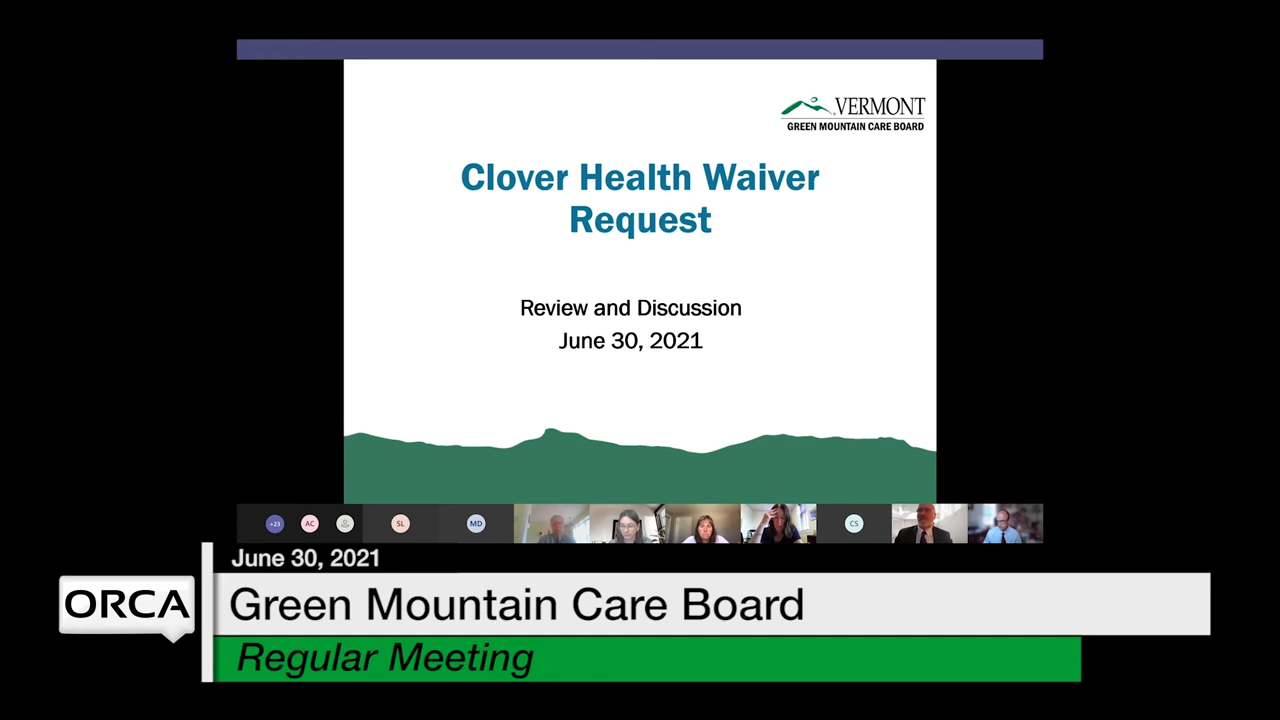 VERMONT
GREEN MOUNTAIN CARE BOARD
Clover Health Waiver
Request
Review and Discussion
June 30, 2021
+23
AC
SL
MD
CS
June 30, 2021
ORCA
Green Mountain Care Board
Regular Meeting